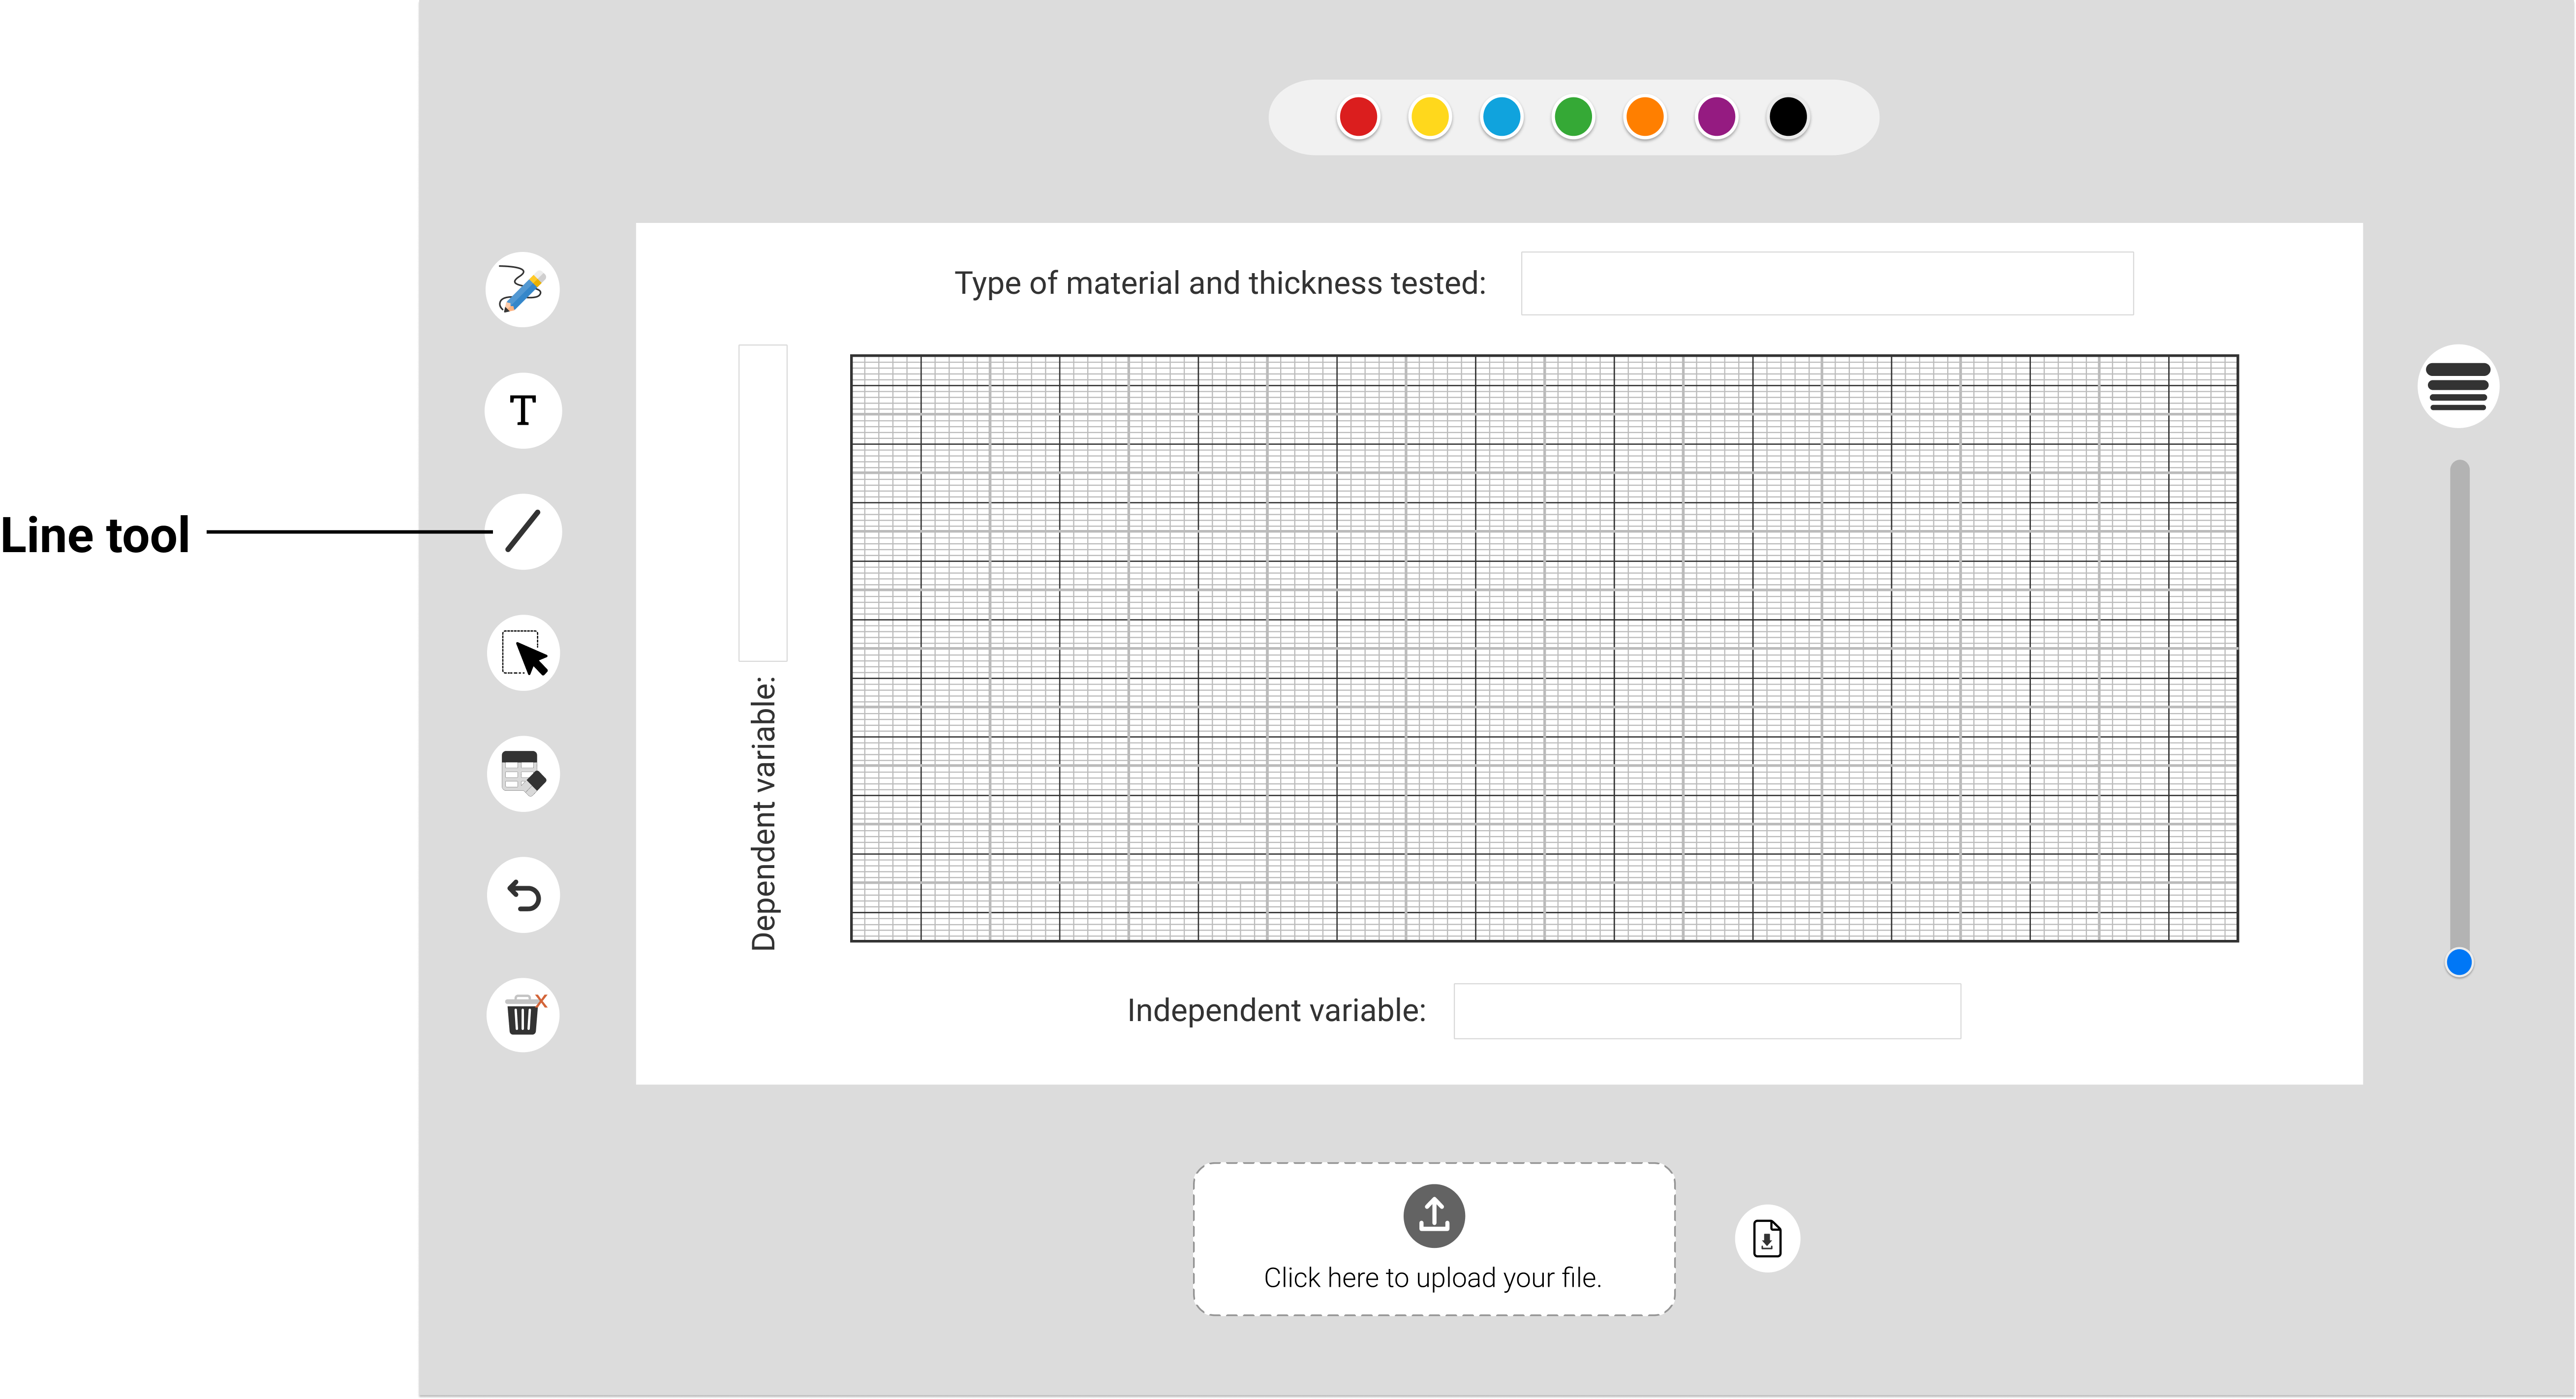 Type of material and thickness tested:
T
Line tool
Dependent variable:
Independent variable:
Click here to upload your file.